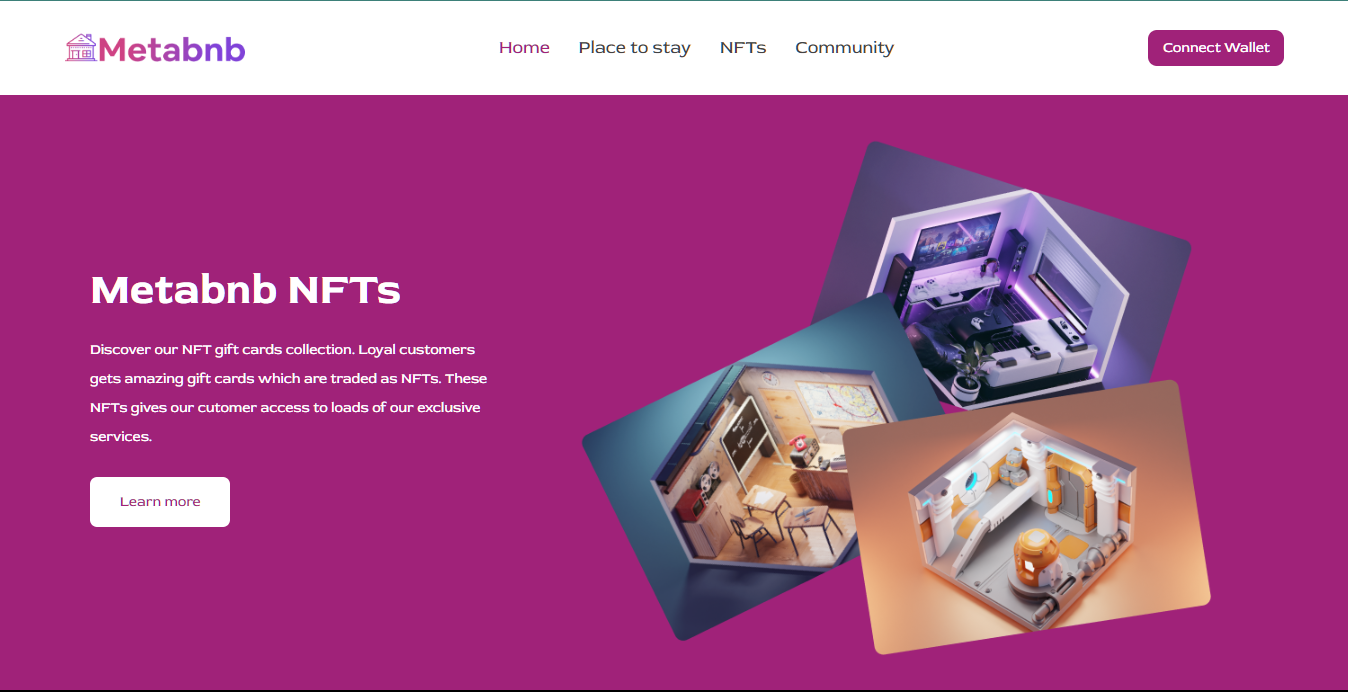 Metabnb
Home
Place to stay
NFTs
Community
Connect Wallet
Metabnb NFTs
Discover our NFT gift cards collection. Loyal customers
gets amazing gift cards which are traded as NFTs. These
NFTs gives our cutomer access to loads of our exclusive
services.
Learn more